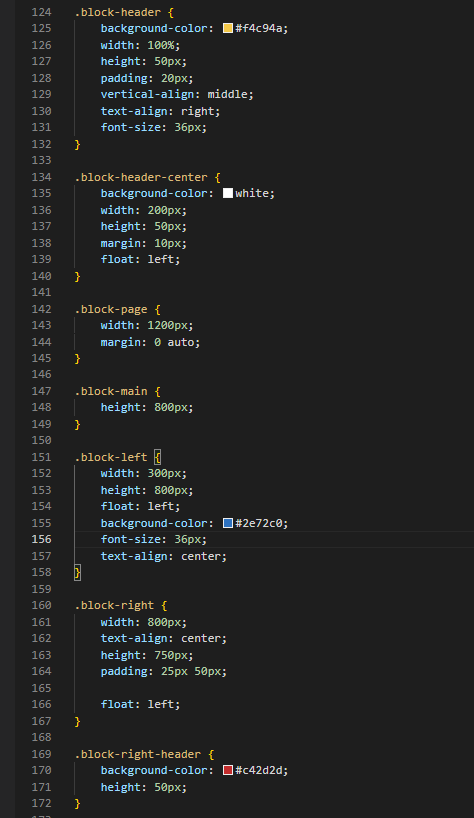 124 .block-header {
125     background-color: #f4c94a;
126     width: 100%;
127     height: 50px;
128     padding: 20px;
129     vertical-align: middle;
130     text-align: right;
131     font-size: 36px;
132 }
133
134 .block-header-center {
135     background-color: white;
136     width: 200px;
137     height: 50px;
138     margin: 10px;
139     float: left;
140 }
141
142 .block-page {
143     width: 1200px;
144     margin: 0 auto;
145 }
146
147 .block-main {
148     height: 800px;
149 }
150
151 .block-left {
152     width: 300px;
153     height: 800px;
154     float: left;
155     background-color: #2e72c0;
156     font-size: 36px;
157     text-align: center;
158 }
159
160 .block-right {
161     width: 800px;
162     text-align: center;
163     height: 750px;
164     padding: 25px 50px;
165
166     float: left;
167 }
168
169 .block-right-header {
170     background-color: #c42d2d;
171     height: 50px;
172 }
173